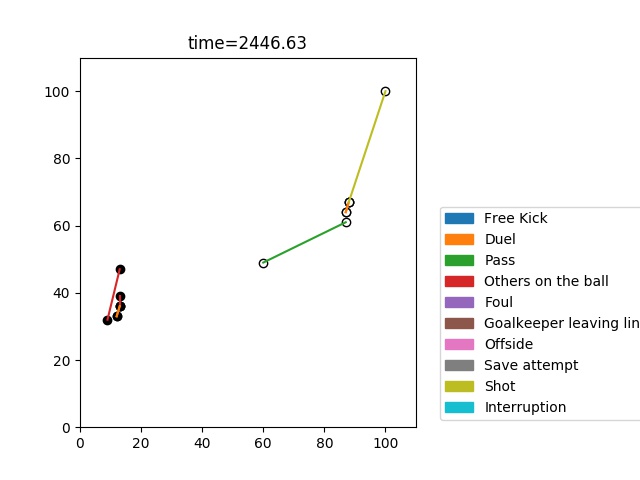 time=2446.63
100
80
60
40
20
0
0 20 40 60 80 100
Free Kick
Duel
Pass
Others on the ball
Foul
Goalkeeper leaving lin
Offside
Save attempt
Shot
Interruption